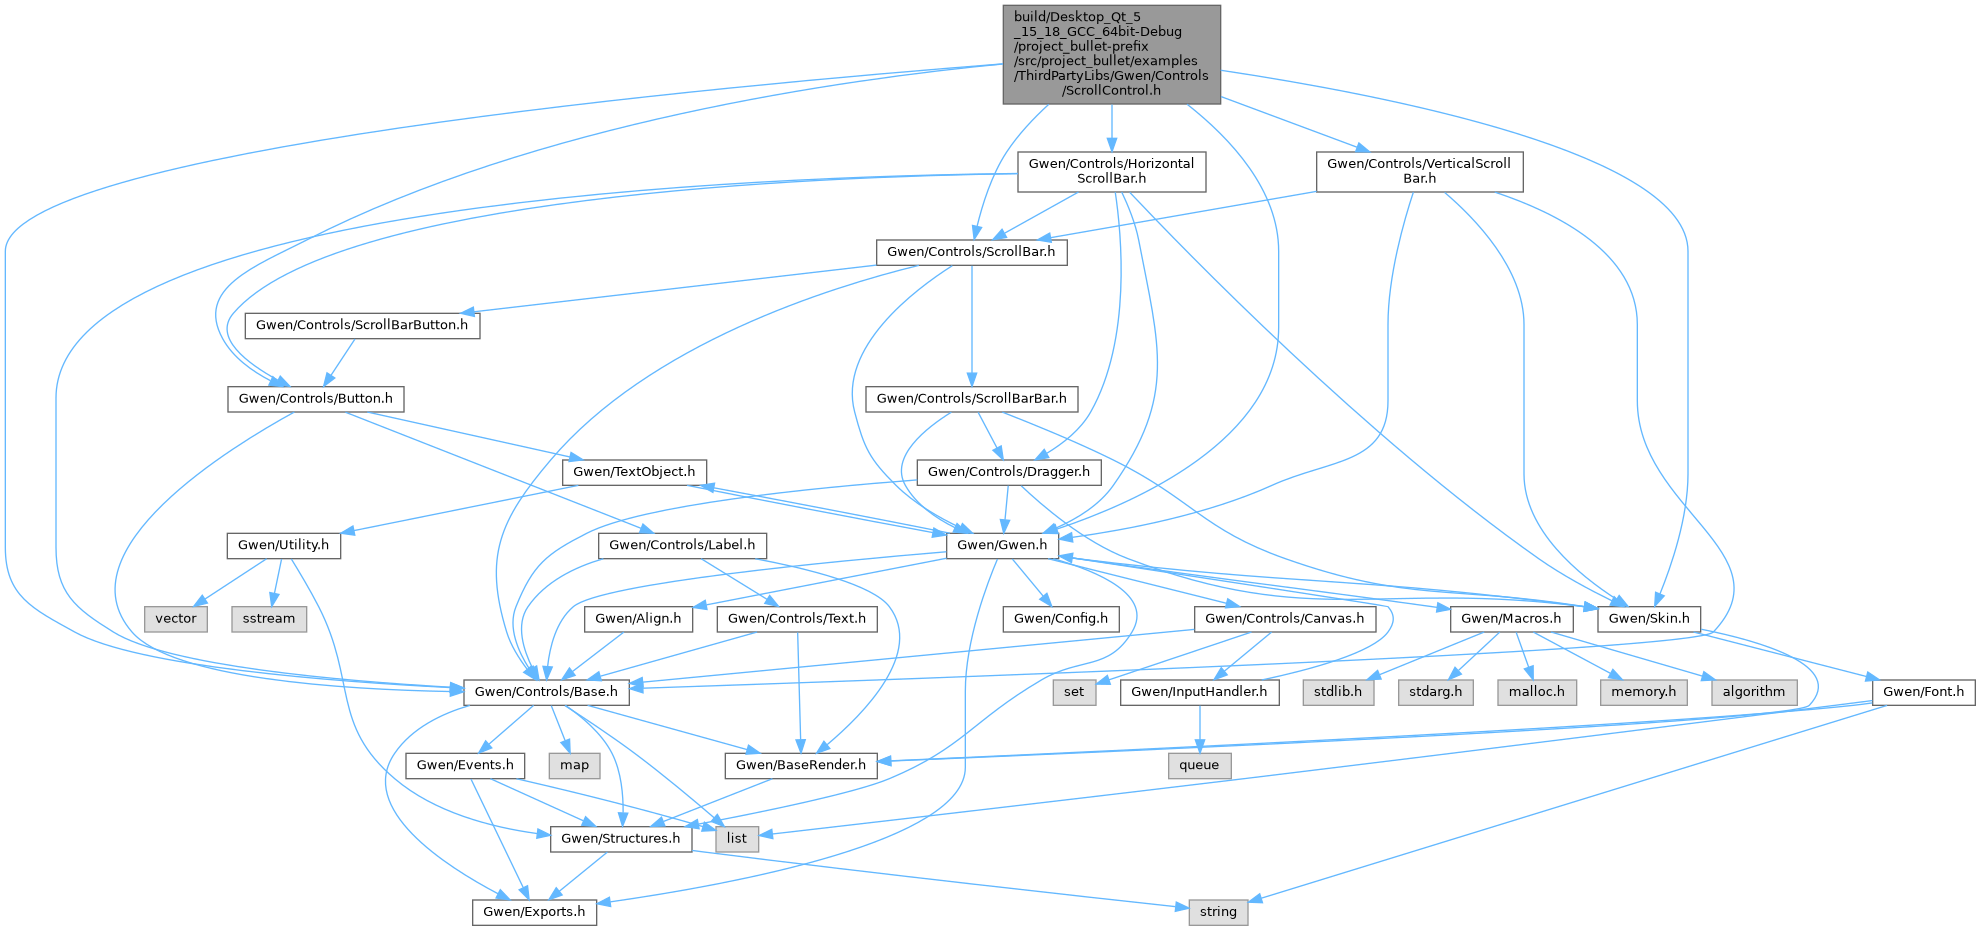 build/Desktop_Qt_5
_15_18_GCC_64bit-Debug
/project_bullet-prefix
/src/project_bullet/examples
/ThirdPartyLibs/Gwen/Controls
/ScrollControl.h
Gwen/Controls/Horizontal
ScrollBar.h
Gwen/Controls/VerticalScroll
Bar.h
Gwen/Controls/ScrollBar.h
Gwen/Controls/ScrollBarButton.h
Gwen/Controls/Button.h
Gwen/Controls/ScrollBarBar.h
Gwen/TextObject.h
Gwen/Controls/Dragger.h
Gwen/Utility.h
Gwen/Controls/Label.h
Gwen/Gwen.h
vector
sstream
Gwen/Align.h
Gwen/Controls/Text.h
Gwen/Config.h
Gwen/Controls/Canvas.h
Gwen/Macros.h
Gwen/Skin.h
Gwen/Controls/Base.h
set
Gwen/InputHandler.h
stdlib.h
stdarg.h
malloc.h
memory.h
algorithm
Gwen/Font.h
Gwen/Events.h
map
Gwen/BaseRender.h
queue
Gwen/Structures.h
list
Gwen/Exports.h
string